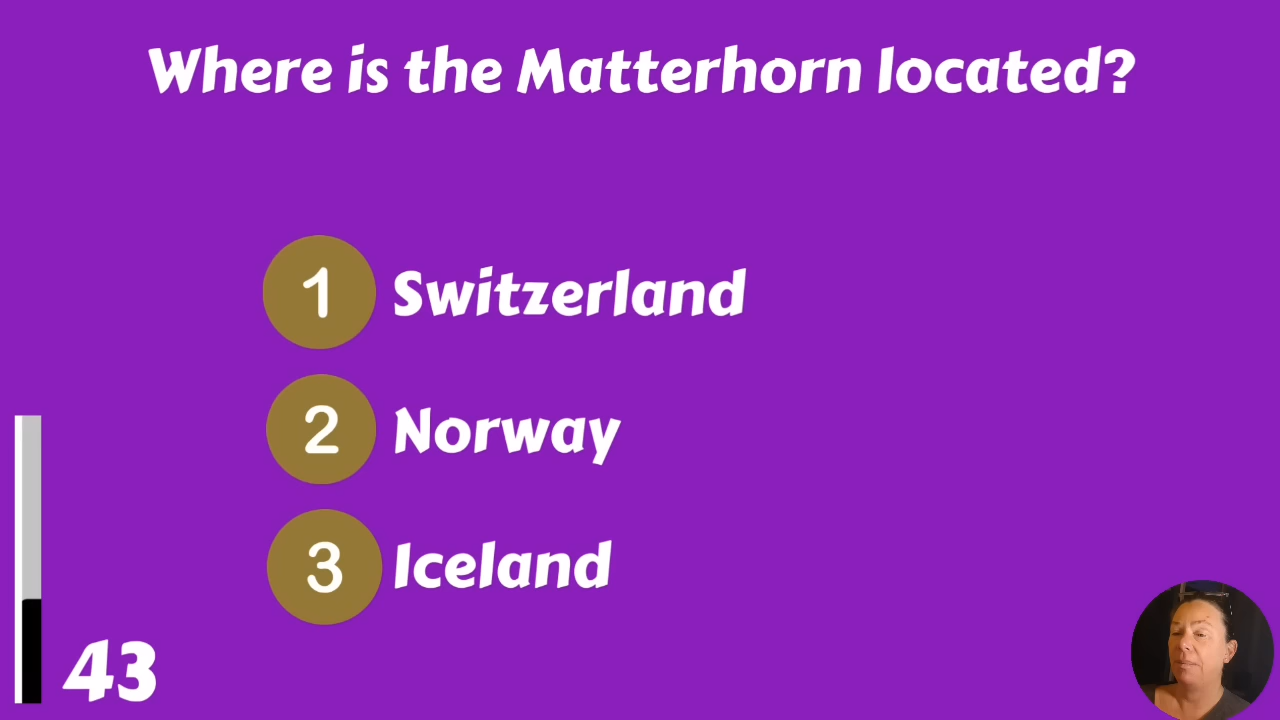 Where is the Matterhorn located?
1 Switzerland
2 Norway
3 Iceland
43